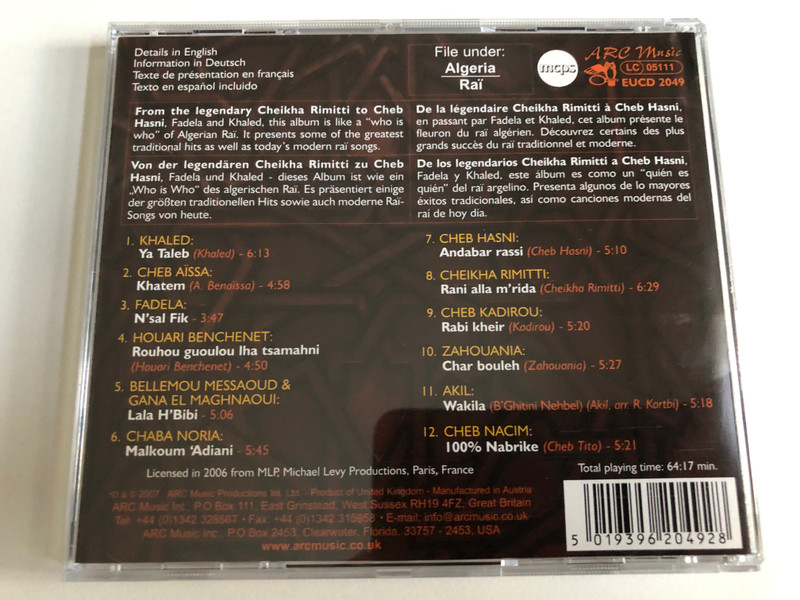 Details in English
Information in Deutsch
Texte de présentation en français
Texto en español incluido
File under:
Algeria
Raï
mcps
ARC Music
LC 05111
EUCD 2049
From the legendary Cheikha Rimitti to Cheb
Hasni, Fadela and Khaled, this album is like a "who is
who" of Algerian Raï. It presents some of the greatest
traditional hits as well as today's modern raï songs.
De la légendaire Cheikha Rimitti à Cheb Hasni,
en passant par Fadela et Khaled, cet album présente le
fleuron du raï algérien. Découvrez certains des plus
grands succès du raï traditionnel et moderne.
Von der legendären Cheikha Rimitti zu Cheb
Hasni, Fadela und Khaled - dieses Album ist wie ein
„Who is Who" des algerischen Raï. Es präsentiert einige
der größten traditionellen Hits sowie auch moderne Raï-
Songs von heute.
De los legendarios Cheikha Rimitti a Cheb Hasni,
Fadela y Khaled, este álbum es como un "quién es
quién" del raï argelino. Presenta algunos de lo mayores
éxitos tradicionales, así como canciones modernas del
raí de hoy día.
1. KHALED:
Ya Taleb (Khaled) - 6:13
2. CHEB AÏSSA:
Khatem (A. Benaïssa) - 4:58
3. FADELA:
N'sal Fik - 3:47
4. HOUARI BENCHENET:
Rouhou guoulou lha tsamahni
(Houari Benchenet) - 4:50
5. BELLEMOU MESSAOUD &
GANA EL MAGHNAOUI:
Lala H'Bibi - 5:06
6. CHABA NORIA:
Malkoum 'Adiani - 5:45
7. CHEB HASNI:
Andabar rassi (Cheb Hasni) - 5:10
8. CHEIKHA RIMITTI:
Rani alla m'rida (Cheikha Rimitti) - 6:29
9. CHEB KADIROU:
Rabi kheir (Kadirou) - 5:20
10. ZAHOUANIA:
Char bouleh (Zahouania) - 5:27
11. AKIL:
Wakila (B'Ghitini Nehbel) (Akil, arr. R. Kortbi) - 5:18
12. CHEB NACIM:
100% Nabrike (Cheb Tito) - 5:21
Licensed in 2006 from MLP, Michael Levy Productions, Paris, France
Total playing time: 64:17 min.
℗ & © 2007 ARC Music Productions Int. Ltd. - Product of United Kingdom - Manufactured in Austria
ARC Music Int. P.O Box 111, East Grinstead, West Sussex RH19 4FZ, Great Britain
Tel: +44 (0)1342 328567 • Fax: +44 (0)1342 315958 • E-mail: info@arcmusic.co.uk
ARC Music Inc. P.O Box 2453, Clearwater, Florida. 33757 - 2453, USA
www.arcmusic.co.uk
5 019396 204928